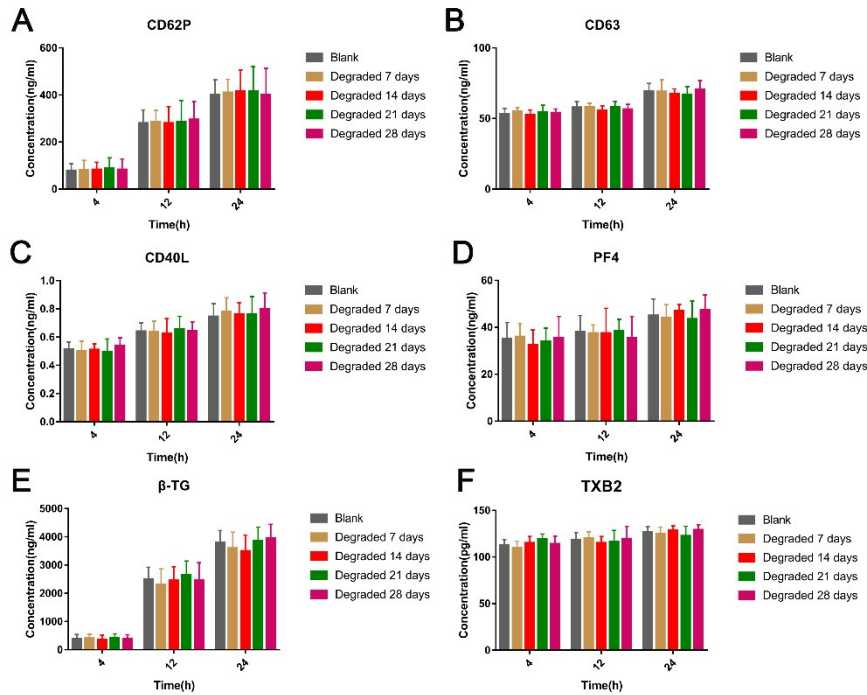 A
CD62P
Concentration(ng/ml)
600
400
200
0
4
12
24
Time(h)
Blank
Degraded 7 days
Degraded 14 days
Degraded 21 days
Degraded 28 days
B
CD63
Concentration(ng/ml)
100
50
0
4
12
24
Time(h)
Blank
Degraded 7 days
Degraded 14 days
Degraded 21 days
Degraded 28 days
C
CD40L
Concentration(ng/ml)
1.0
0.8
0.6
0.4
0.2
0.0
4
12
24
Time(h)
Blank
Degraded 7 days
Degraded 14 days
Degraded 21 days
Degraded 28 days
D
PF4
Concentration(ng/ml)
60
40
20
0
4
12
24
Time(h)
Blank
Degraded 7 days
Degraded 14 days
Degraded 21 days
Degraded 28 days
E
β-TG
Concentration(ng/ml)
5000
4000
3000
2000
1000
0
4
12
24
Time(h)
Blank
Degraded 7 days
Degraded 14 days
Degraded 21 days
Degraded 28 days
F
TXB2
Concentration(pg/ml)
150
100
50
0
4
12
24
Time(h)
Blank
Degraded 7 days
Degraded 14 days
Degraded 21 days
Degraded 28 days